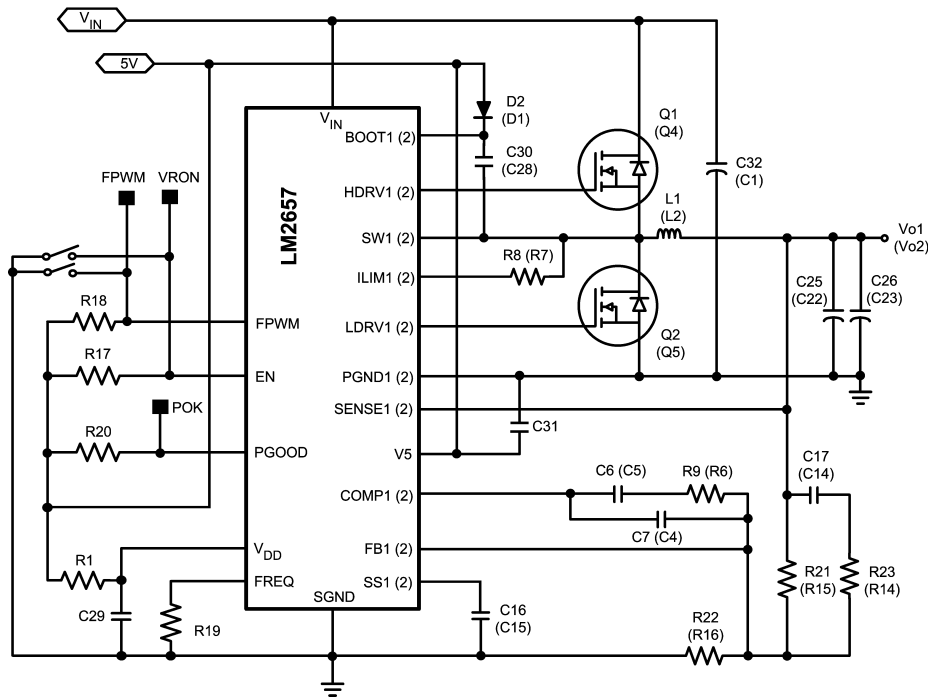 V_IN
5V
D2
(D1)
V_IN
BOOT1 (2)
Q1
(Q4)
C30
(C28)
C32
(C1)
FPWM
VRON
HDRV1 (2)
LM2657
L1
(L2)
SW1 (2)
Vo1
(Vo2)
R8 (R7)
ILIM1 (2)
C25
(C22)
C26
(C23)
R18
FPWM
LDRV1 (2)
Q2
(Q5)
R17
EN
PGND1 (2)
POK
SENSE1 (2)
C31
R20
PGOOD
V5
C17
(C14)
C6 (C5)
R9 (R6)
COMP1 (2)
C7 (C4)
R1
V_DD
FB1 (2)
FREQ
SS1 (2)
R21
(R15)
R23
(R14)
SGND
C29
R19
C16
(C15)
R22
(R16)